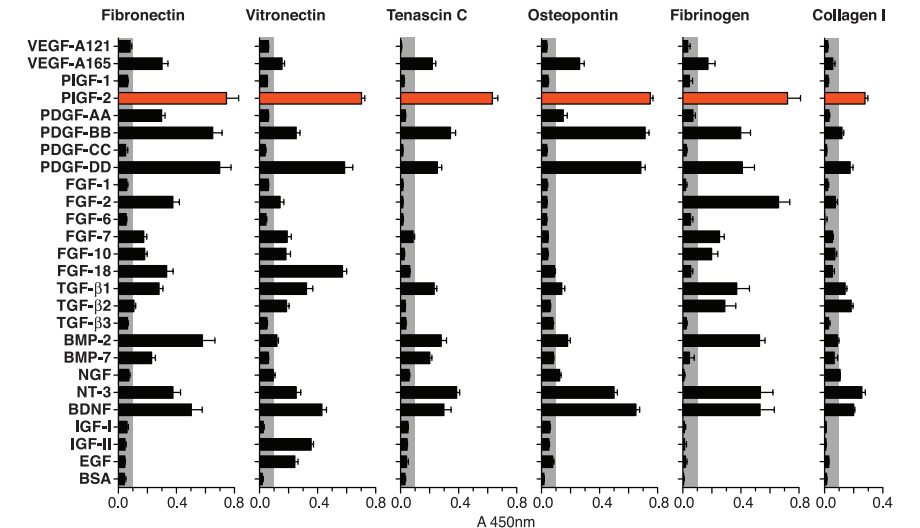 Fibronectin Vitronectin Tenascin C Osteopontin Fibrinogen Collagen I
VEGF-A121
VEGF-A165
PlGF-1
PlGF-2
PDGF-AA
PDGF-BB
PDGF-CC
PDGF-DD
FGF-1
FGF-2
FGF-6
FGF-7
FGF-10
FGF-18
TGF-β1
TGF-β2
TGF-β3
BMP-2
BMP-7
NGF
NT-3
BDNF
IGF-I
IGF-II
EGF
BSA
0.0 0.4 0.8 0.0 0.4 0.8 0.0 0.4 0.8 0.0 0.4 0.8 0.0 0.4 0.8 0.0 0.4 0.8
A 450nm